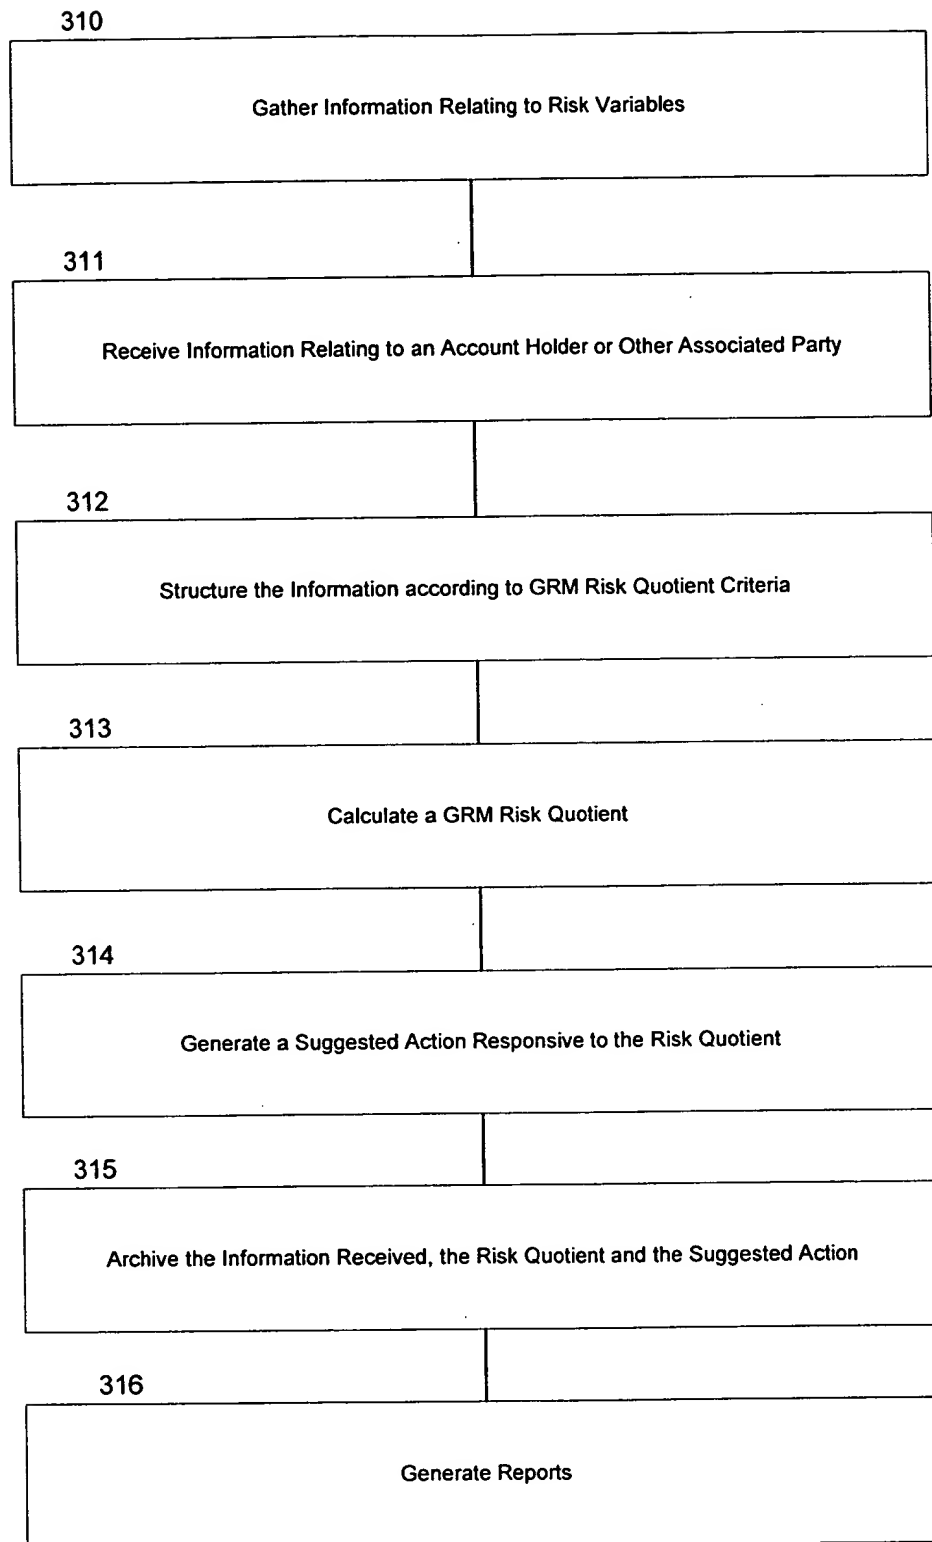 310
Gather Information Relating to Risk Variables
311
Receive Information Relating to an Account Holder or Other Associated Party
312
Structure the Information according to GRM Risk Quotient Criteria
313
Calculate a GRM Risk Quotient
314
Generate a Suggested Action Responsive to the Risk Quotient
315
Archive the Information Received, the Risk Quotient and the Suggested Action
316
Generate Reports